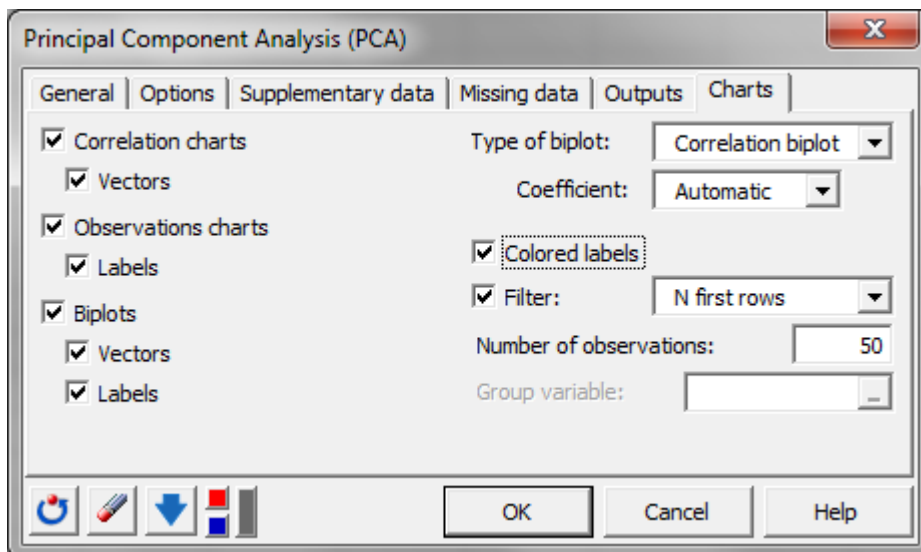 Principal Component Analysis (PCA)
General Options Supplementary data Missing data Outputs Charts
Correlation charts
Vectors
Observations charts
Labels
Biplots
Vectors
Labels
Type of biplot: Correlation biplot
Coefficient: Automatic
Colored labels
Filter: N first rows
Number of observations: 50
Group variable: _
OK Cancel Help